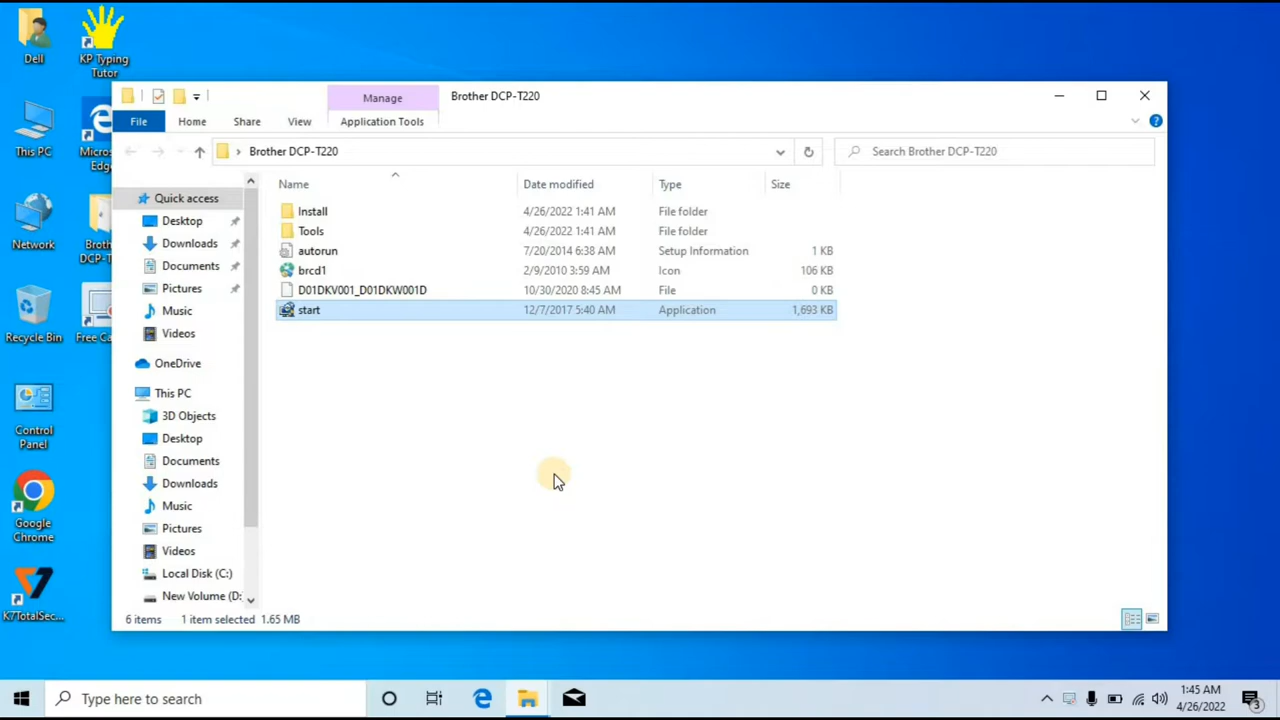 Dell
KP Typing
Tutor
This PC
Micros
Edg
Network
Broth
DCP-T
Recycle Bin
Free Ca
Control
Panel
Google
Chrome
K7TotalSec...
Manage
Brother DCP-T220
File
Home
Share
View
Application Tools
Brother DCP-T220
Search Brother DCP-T220
Name
Date modified
Type
Size
Quick access
Desktop
Downloads
Documents
Pictures
Music
Videos
OneDrive
This PC
3D Objects
Desktop
Documents
Downloads
Music
Pictures
Videos
Local Disk (C:)
New Volume (D:
Install 4/26/2022 1:41 AM File folder
Tools 4/26/2022 1:41 AM File folder
autorun 7/20/2014 6:38 AM Setup Information 1 KB
brcd1 2/9/2010 3:59 AM Icon 106 KB
D01DKV001_D01DKW001D 10/30/2020 8:45 AM File 0 KB
start 12/7/2017 5:40 AM Application 1,693 KB
6 items 1 item selected 1.65 MB
Type here to search
1:45 AM
4/26/2022
3